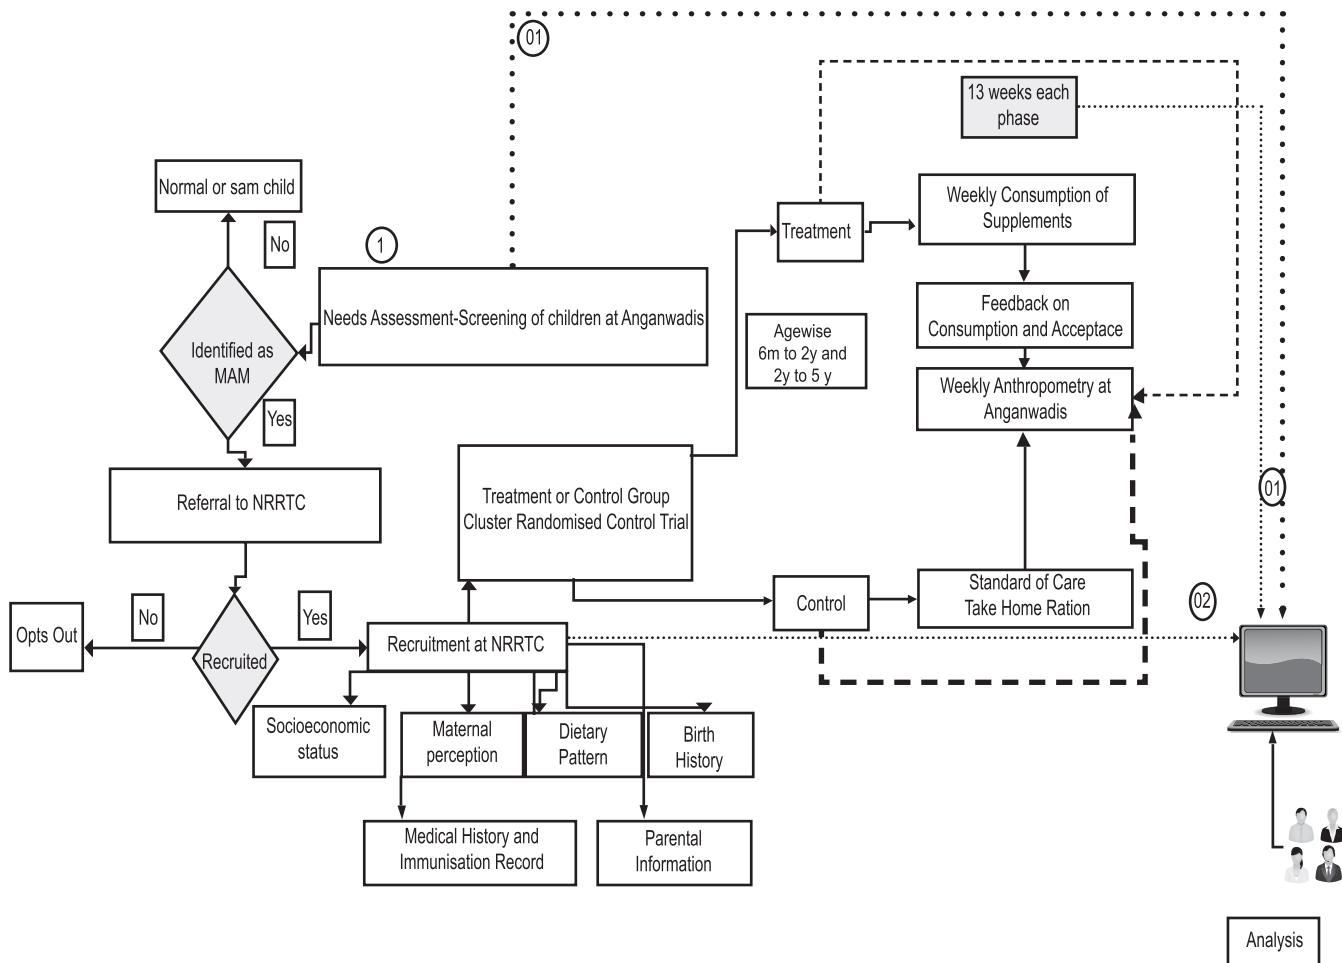 01
13 weeks each
phase
Normal or sam child
No
1
Weekly Consumption of
Supplements
Treatment
Needs Assessment-Screening of children at Anganwadis
Feedback on
Consumption and Acceptace
Agewise
6m to 2y and
2y to 5 y
Identified as
MAM
Yes
Weekly Anthropometry at
Anganwadis
Referral to NRRTC
Treatment or Control Group
Cluster Randomised Control Trial
01
Control
Standard of Care
Take Home Ration
02
Opts Out
No
Recruited
Yes
Recruitment at NRRTC
Socioeconomic
status
Maternal
perception
Dietary
Pattern
Birth
History
Medical History and
Immunisation Record
Parental
Information
Analysis